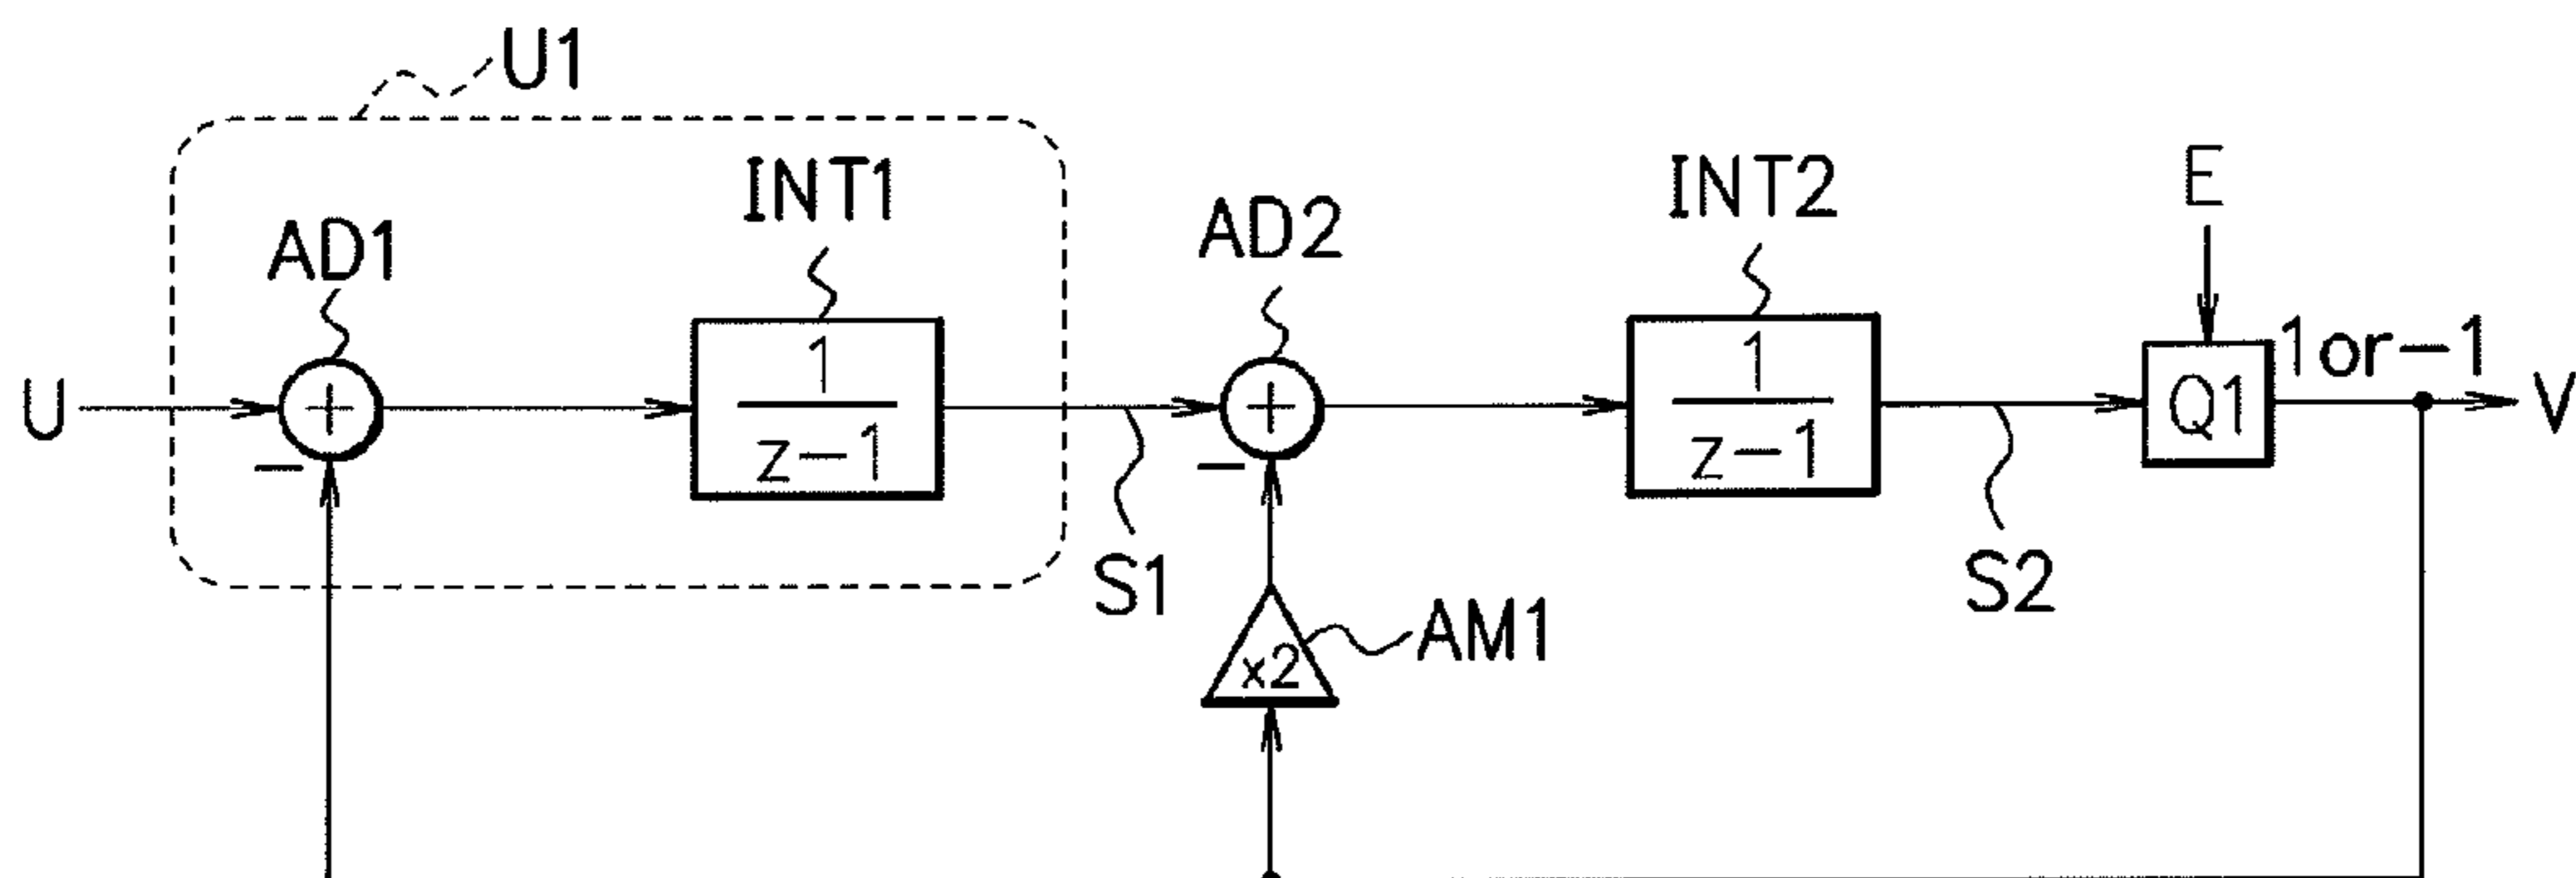 U1
INT1
INT2
E
AD1
AD2
1
z-1
1
z-1
1or-1
U
+
+
Q1
V
-
-
S1
S2
x2
AM1